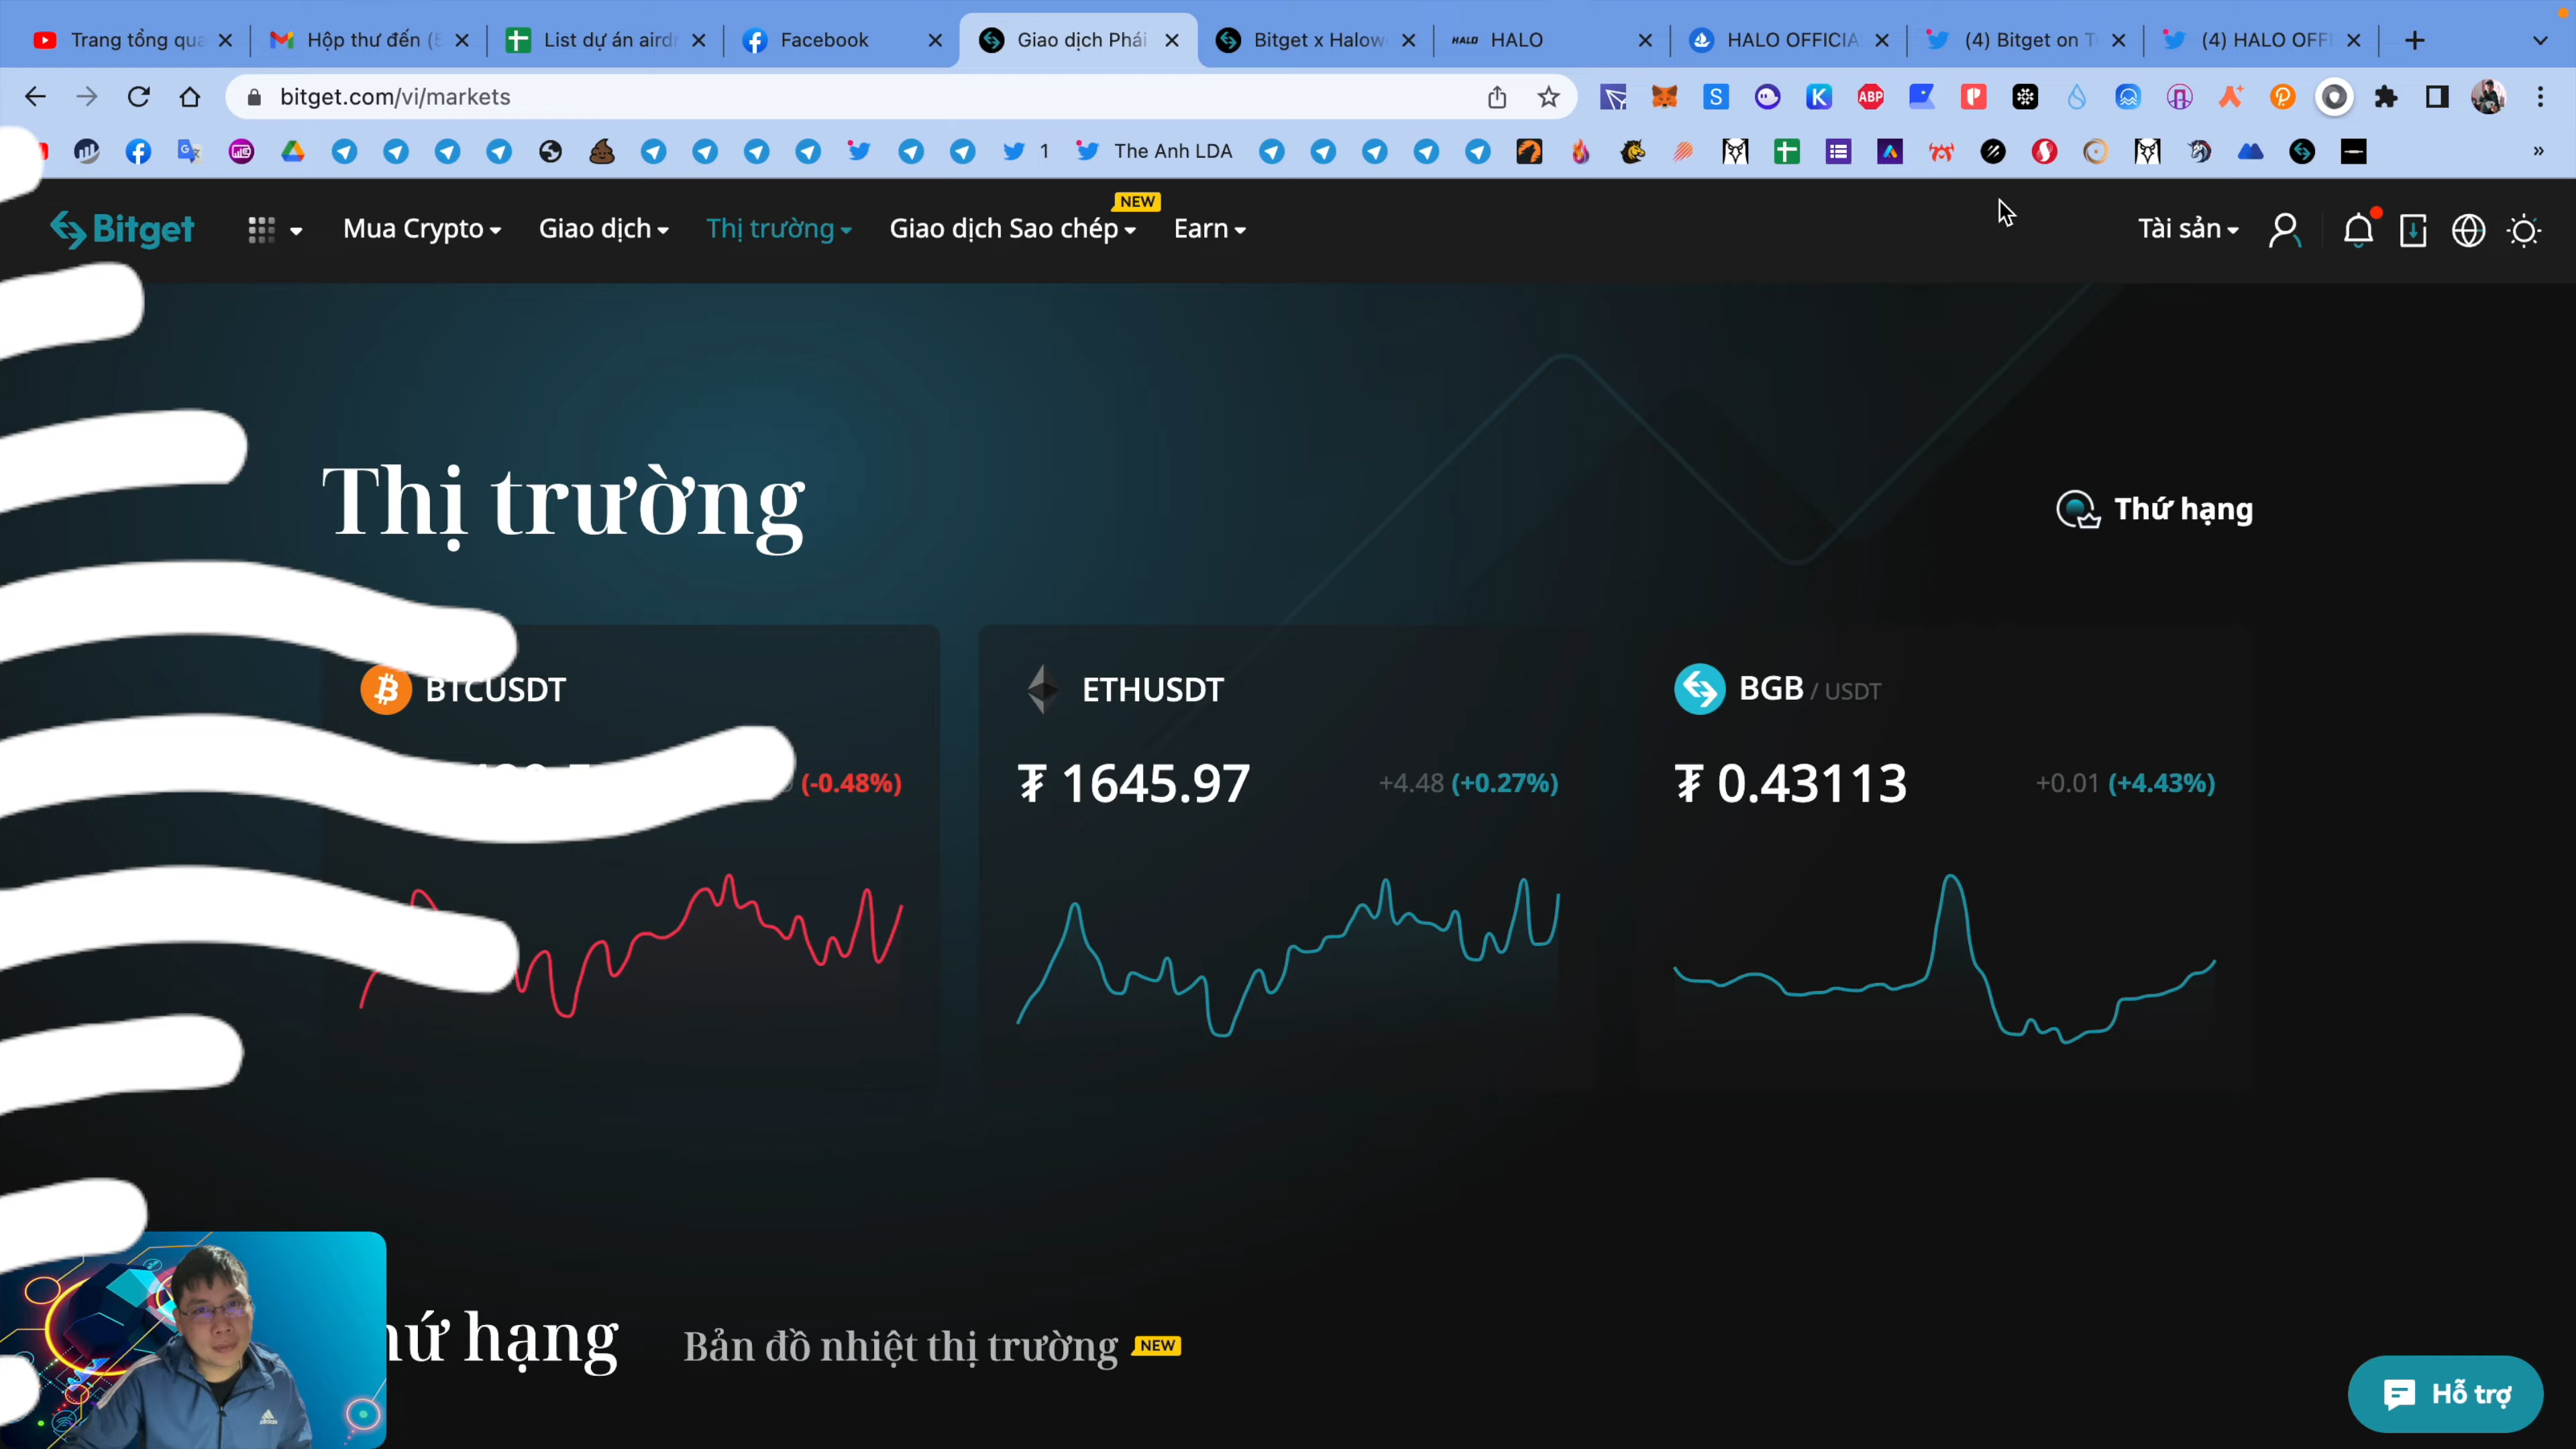 Trang tổng qua
Hộp thư đến (5
List dự án aird
Facebook
Giao dịch Phái
Bitget x Halow
HALO HALO
HALO OFFICIA
(4) Bitget on T
(4) HALO OFF
bitget.com/vi/markets
ABP
1
The Anh LDA
Bitget
Mua Crypto
Giao dịch
Thị trường
Giao dịch Sao chép
NEW
Earn
Tài sản
Thị trường
Thứ hạng
BTCUSDT
(-0.48%)
ETHUSDT
₮ 1645.97
+4.48 (+0.27%)
BGB / USDT
₮ 0.43113
+0.01 (+4.43%)
hứ hạng
Bản đồ nhiệt thị trường NEW
adidas
Hỗ trợ